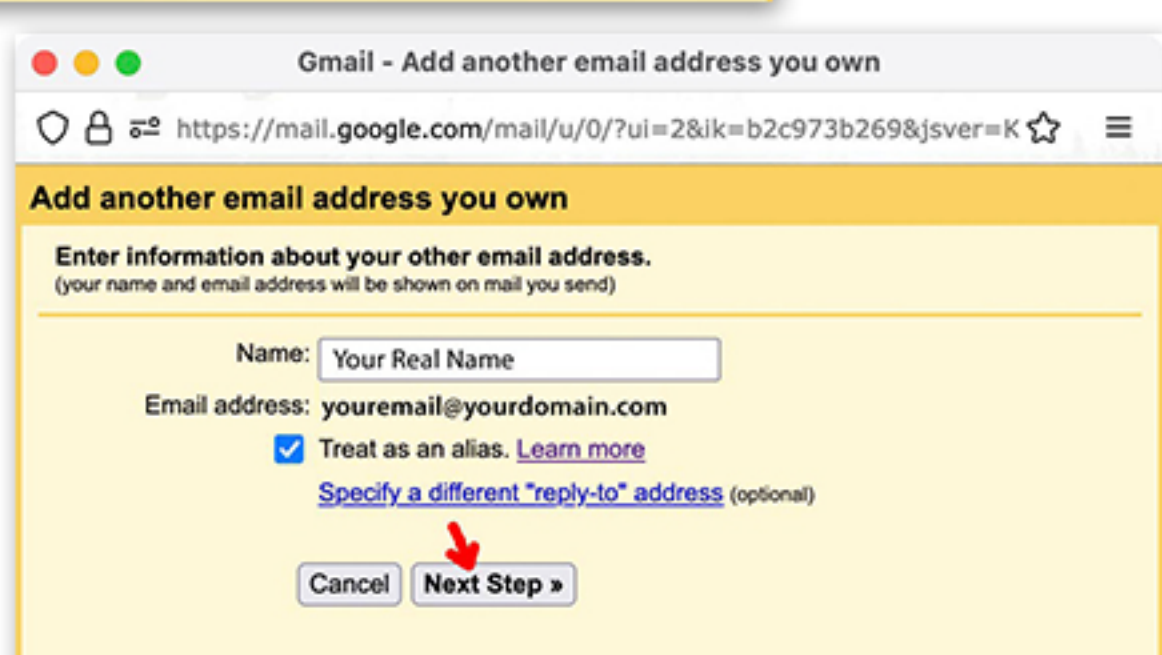 Gmail - Add another email address you own
https://mail.google.com/mail/u/0/?ui=2&ik=b2c973b269&jsver=K
Add another email address you own
Enter information about your other email address.
(your name and email address will be shown on mail you send)
Name: Your Real Name
Email address: youremail@yourdomain.com
Treat as an alias. Learn more
Specify a different "reply-to" address (optional)
Cancel Next Step »